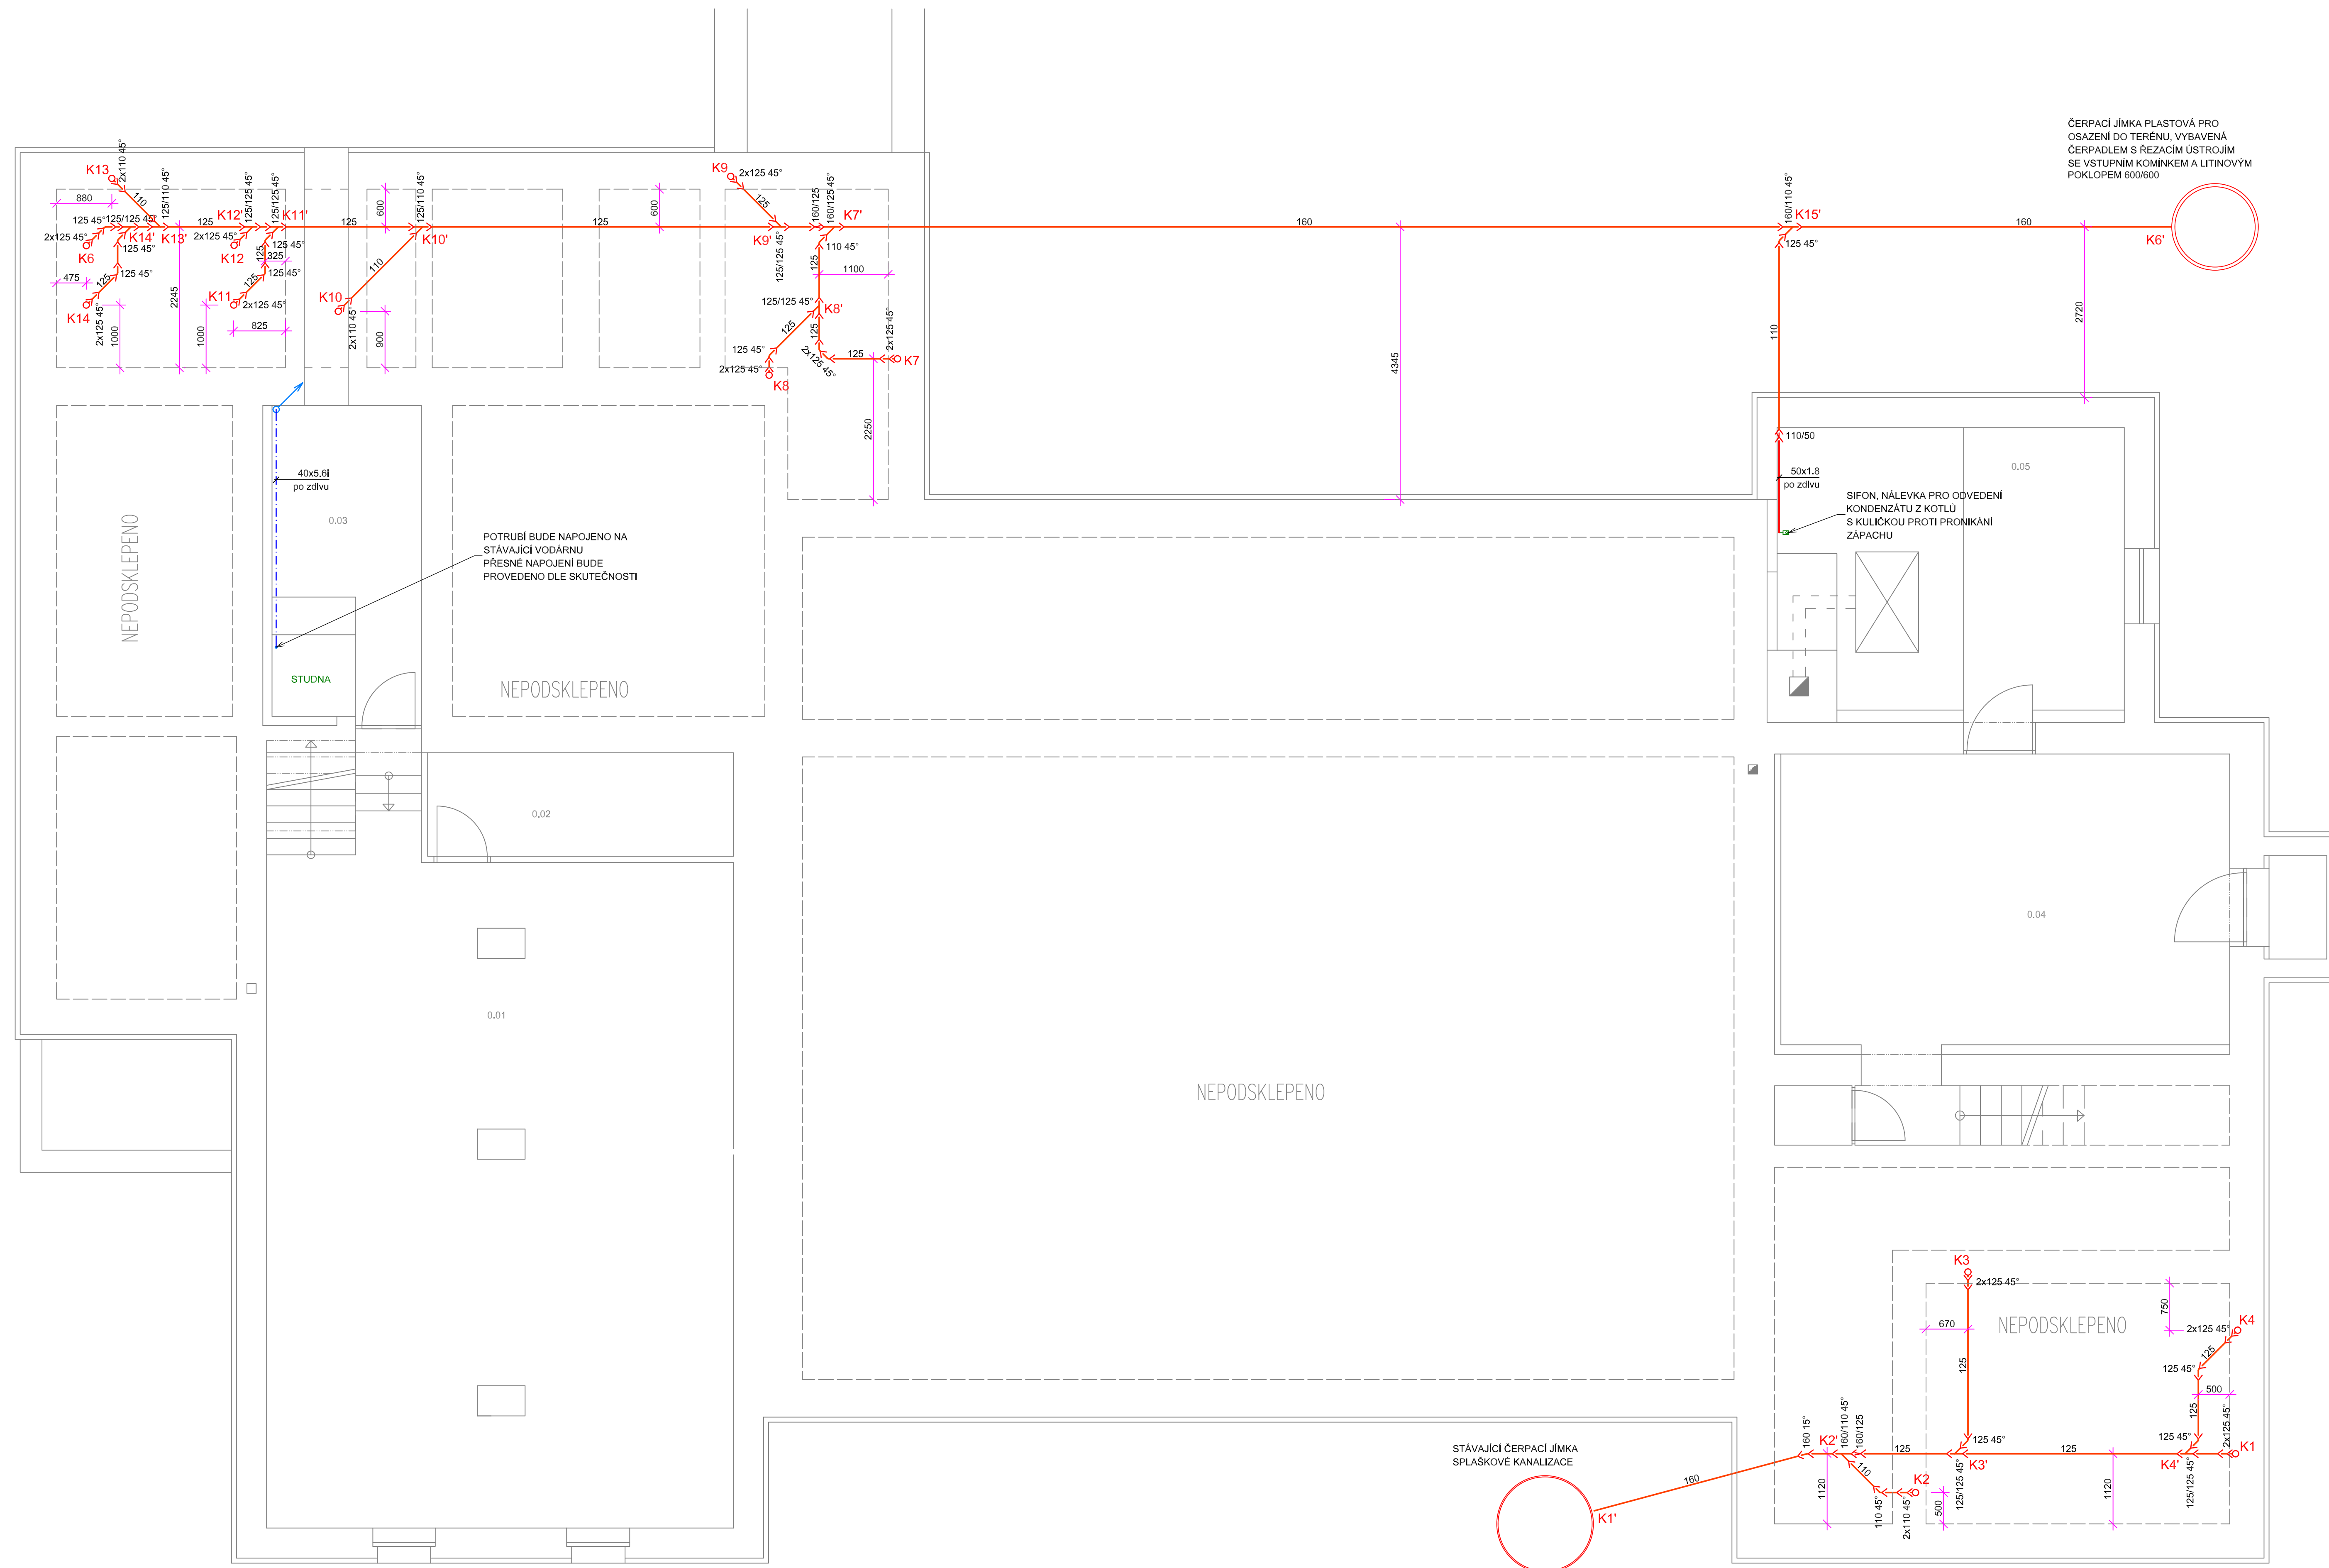 ČERPACÍ JÍMKA PLASTOVÁ PRO
OSAZENÍ DO TERÉNU, VYBAVENÁ
ČERPADLEM S ŘEZACÍM ÚSTROJÍM
SE VSTUPNÍM KOMÍNKEM A LITINOVÝM
POKLOPEM 600/600
K13
2x110 45°
110
125/110 45°
880
125 45°
125/125 45°
2x125 45°
K6
K14'
K13'
125 45°
125
K12'
125/125 45°
125/125 45°
K11'
2x125 45°
K12
125
125 45°
325
125 45°
125
K11
2x125 45°
475
125
125 45°
K14
2x125 45°
1000
2245
1000
825
125
600
125/110 45°
K10'
110
K10
2x110 45°
900
125
600
K9
2x125 45°
125
160/125
160/125 45°
K7'
K9'
125/125 45°
110 45°
125
1100
125/125 45°
K8'
125
125
125 45°
2x125 45°
K8
2x125 45°
125
2x125 45°
K7
2250
160
4345
160/110 45°
K15'
125 45°
160
K6'
110
2720
110/50
50x1.8
po zdivu
0.05
SIFON, NÁLEVKA PRO ODVEDENÍ
KONDENZÁTU Z KOTLŮ
S KULIČKOU PROTI PRONIKÁNÍ
ZÁPACHU
40x5.6i
po zdivu
0.03
NEPODSKLEPENO
POTRUBÍ BUDE NAPOJENO NA
STÁVAJÍCÍ VODÁRNU
PŘESNÉ NAPOJENÍ BUDE
PROVEDENO DLE SKUTEČNOSTI
STUDNA
NEPODSKLEPENO
0.02
0.01
0.04
NEPODSKLEPENO
K3
2x125 45°
670
NEPODSKLEPENO
750
2x125 45°
K4
125
125 45°
500
125
125
2x125 45°
K1
125 45°
125 45°
125
K4'
125/125 45°
1120
K3'
125/125 45°
125
160/125
160/110 45°
K2'
160 15°
110
K2
110 45°
2x110 45°
500
1120
STÁVAJÍCÍ ČERPACÍ JÍMKA
SPLAŠKOVÉ KANALIZACE
160
K1'